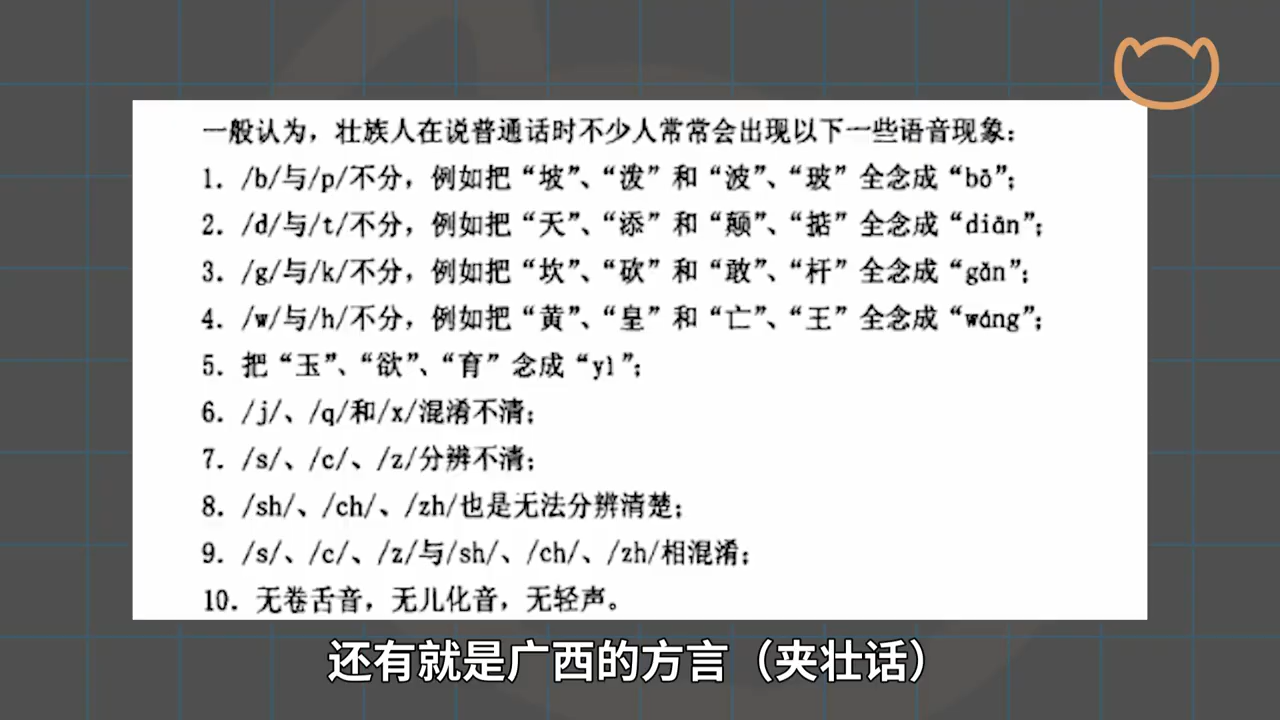 一般认为，壮族人在说普通话时不少人常常会出现以下一些语音现象：
1．/b/与/p/不分，例如把“坡”、“泼”和“波”、“玻”全念成“bō”；
2．/d/与/t/不分，例如把“天”、“添”和“颠”、“掂”全念成“diān”；
3．/g/与/k/不分，例如把“坎”、“砍”和“敢”、“杆”全念成“gǎn”；
4．/w/与/h/不分，例如把“黄”、“皇”和“亡”、“王”全念成“wáng”；
5．把“玉”、“欲”、“育”念成“yì”；
6．/j/、/q/和/x/混淆不清；
7．/s/、/c/、/z/分辨不清；
8．/sh/、/ch/、/zh/也是无法分辨清楚；
9．/s/、/c/、/z/与/sh/、/ch/、/zh/相混淆；
10．无卷舌音，无儿化音，无轻声。
还有就是广西的方言（夹壮话）